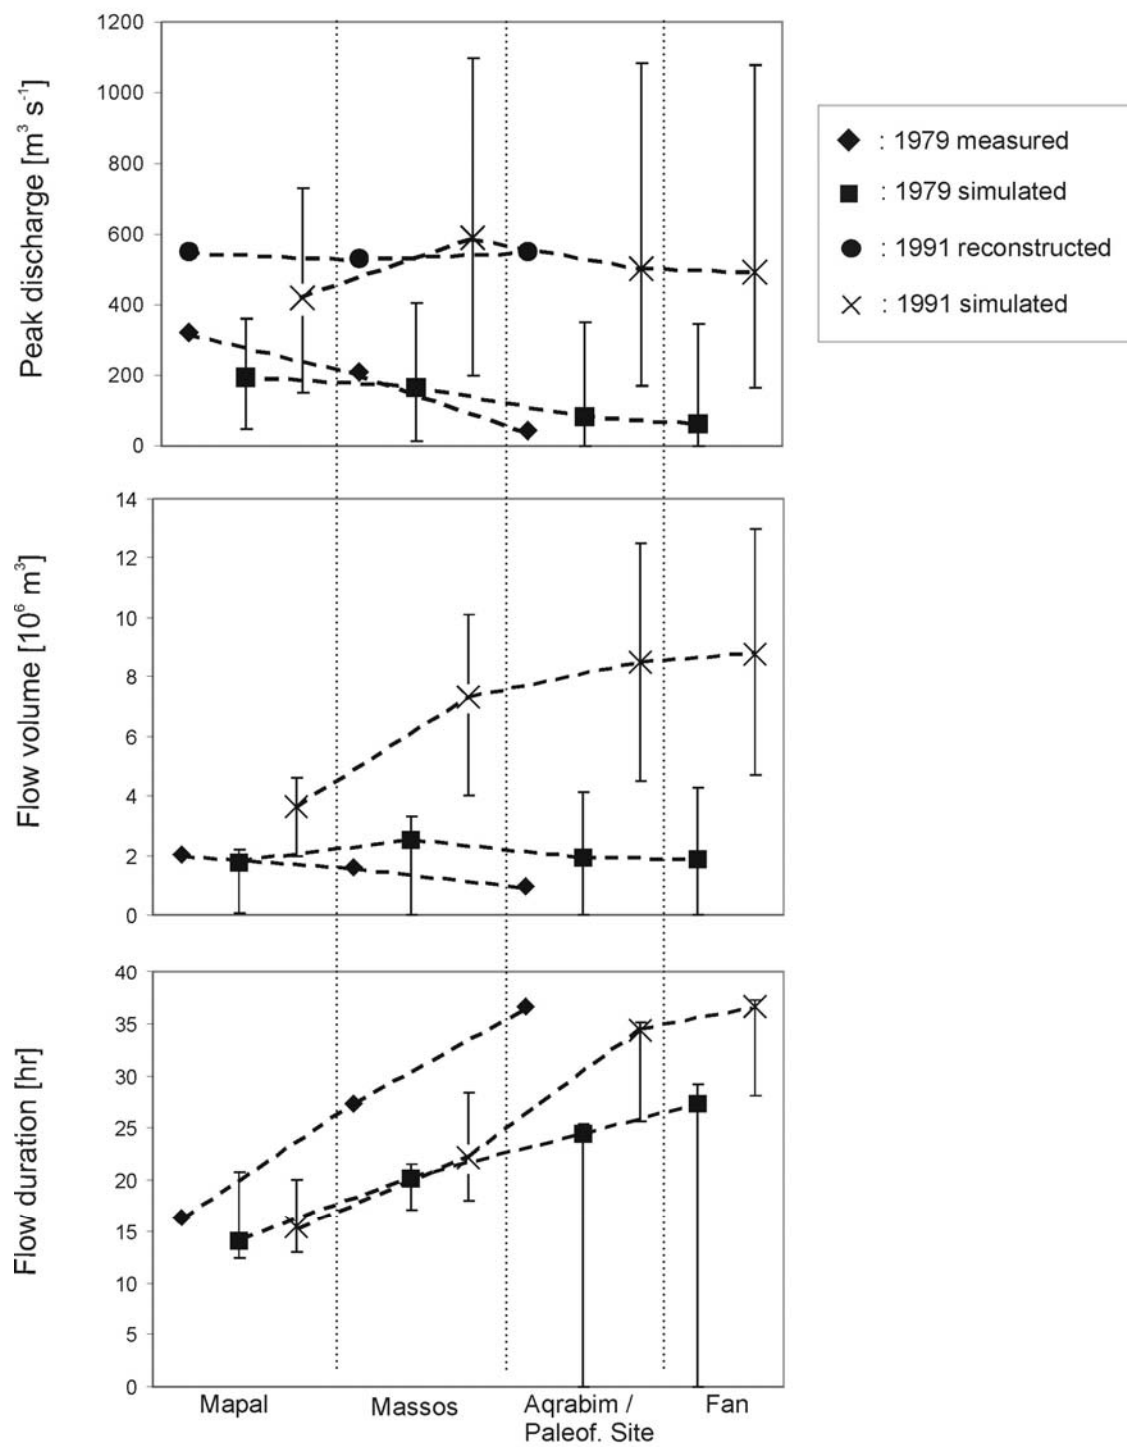 Peak discharge [m³ s⁻¹]
1200
1000
800
600
400
200
0
: 1979 measured
: 1979 simulated
: 1991 reconstructed
: 1991 simulated
Flow volume [10⁶ m³]
14
12
10
8
6
4
2
0
Flow duration [hr]
40
35
30
25
20
15
10
5
0
Mapal
Massos
Aqrabim /
Paleof. Site
Fan